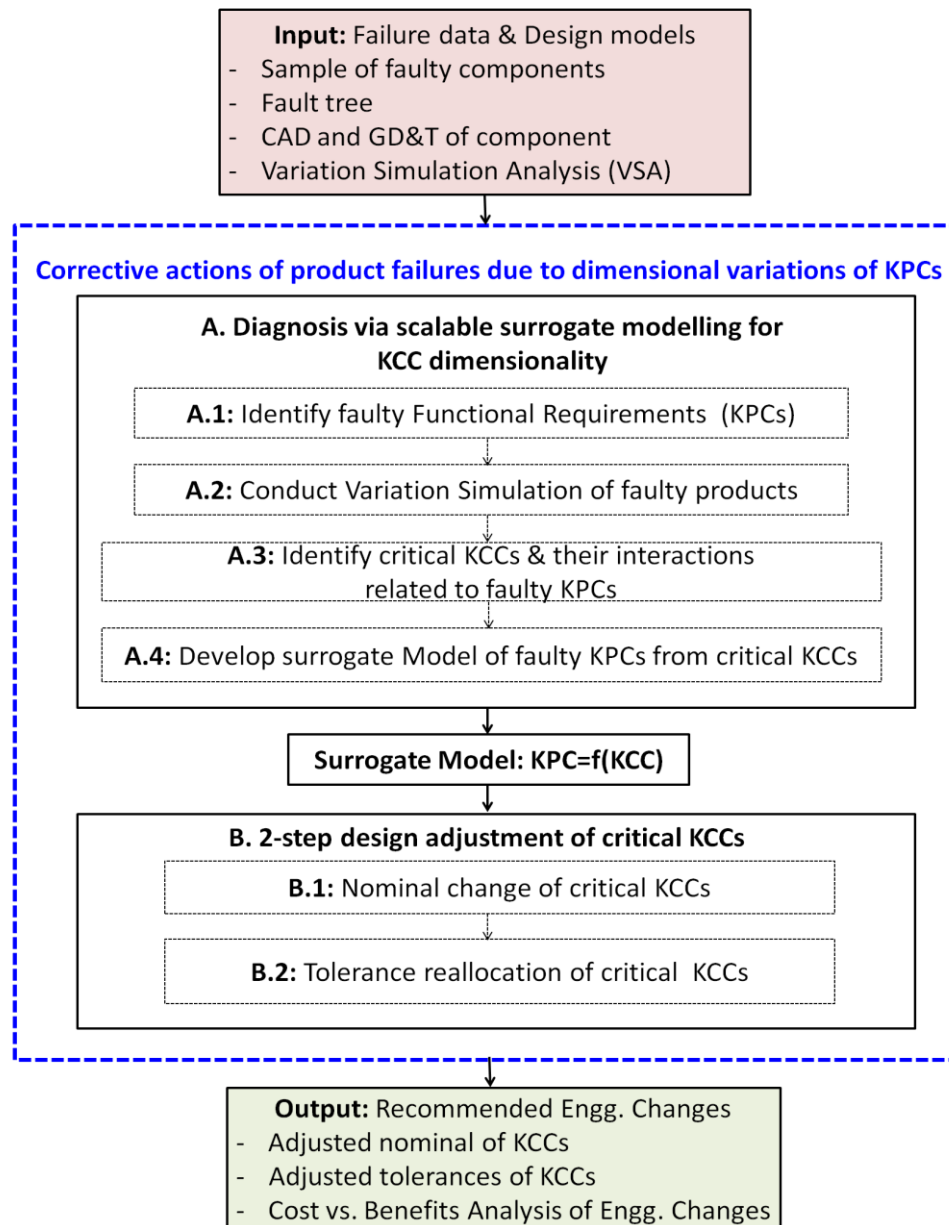 Input: Failure data & Design models
- Sample of faulty components
- Fault tree
- CAD and GD&T of component
- Variation Simulation Analysis (VSA)
Corrective actions of product failures due to dimensional variations of KPCs
A. Diagnosis via scalable surrogate modelling for
KCC dimensionality
A.1: Identify faulty Functional Requirements (KPCs)
A.2: Conduct Variation Simulation of faulty products
A.3: Identify critical KCCs & their interactions
related to faulty KPCs
A.4: Develop surrogate Model of faulty KPCs from critical KCCs
Surrogate Model: KPC=f(KCC)
B. 2-step design adjustment of critical KCCs
B.1: Nominal change of critical KCCs
B.2: Tolerance reallocation of critical KCCs
Output: Recommended Engg. Changes
- Adjusted nominal of KCCs
- Adjusted tolerances of KCCs
- Cost vs. Benefits Analysis of Engg. Changes